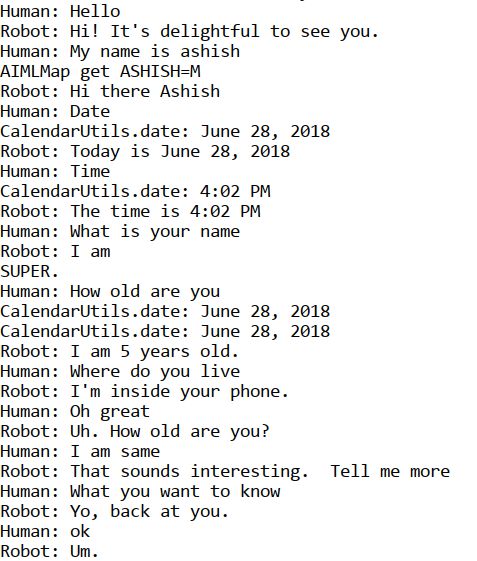 Human: Hello
Robot: Hi! It's delightful to see you.
Human: My name is ashish
AIMLMap get ASHISH=M
Robot: Hi there Ashish
Human: Date
CalendarUtils.date: June 28, 2018
Robot: Today is June 28, 2018
Human: Time
CalendarUtils.date: 4:02 PM
Robot: The time is 4:02 PM
Human: What is your name
Robot: I am
SUPER.
Human: How old are you
CalendarUtils.date: June 28, 2018
CalendarUtils.date: June 28, 2018
Robot: I am 5 years old.
Human: Where do you live
Robot: I'm inside your phone.
Human: Oh great
Robot: Uh. How old are you?
Human: I am same
Robot: That sounds interesting.  Tell me more
Human: What you want to know
Robot: Yo, back at you.
Human: ok
Robot: Um.